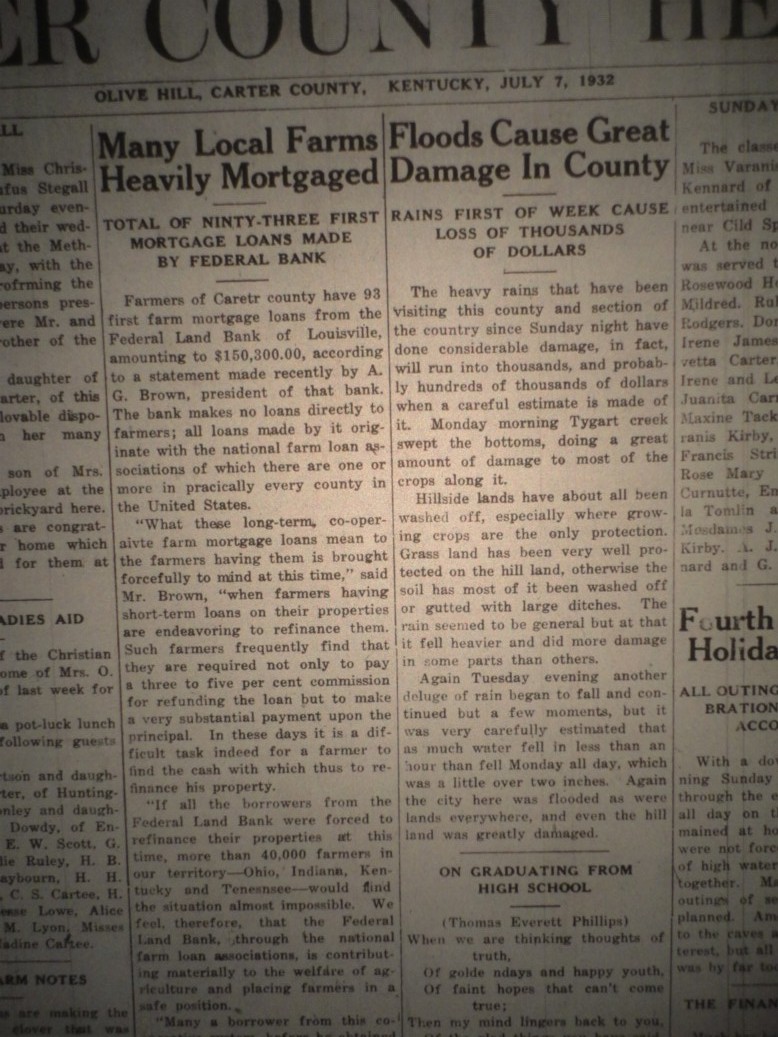 ER COUNTY HE
OLIVE HILL, CARTER COUNTY, KENTUCKY, JULY 7, 1932
LL
Miss Chris-
ufus Stegall
urday even-
d their wed-
at the Meth-
ay, with the
rofrming the
persons pres-
ere Mr. and
other of the
daughter of
arter, of this
lovable dispo-
n her many
son of Mrs.
ployee at the
brickyard here.
s are congrat-
r home which
d for them at
ADIES AID
f the Christian
ome of Mrs. O.
of last week for
a pot-luck lunch
following guests
rtson and daugh-
ter, of Hunting-
onley and daugh-
Dowdy, of En-
E. W. Scott, G.
lie Ruley, H. B.
aybourn, H. H.
, C. S. Cartee, H.
ense Lowe, Alice
M. Lyon, Misses
Nadine Cartee.
ARM NOTES
s are making the
clover that was
Many Local Farms
Heavily Mortgaged
TOTAL OF NINTY-THREE FIRST
MORTGAGE LOANS MADE
BY FEDERAL BANK
Farmers of Caretr county have 93
first farm mortgage loans from the
Federal Land Bank of Louisville,
amounting to $150,300.00, according
to a statement made recently by A.
G. Brown, president of that bank.
The bank makes no loans directly to
farmers; all loans made by it orig-
inate with the national farm loan as-
sociations of which there are one or
more in pracically every county in
the United States.
"What these long-term, co-oper-
aivte farm mortgage loans mean to
the farmers having them is brought
forcefully to mind at this time," said
Mr. Brown, "when farmers having
short-term loans on their properties
are endeavoring to refinance them.
Such farmers frequently find that
they are required not only to pay
a three to five per cent commission
for refunding the loan but to make
a very substantial payment upon the
principal. In these days it is a dif-
ficult task indeed for a farmer to
find the cash with which thus to re-
finance his property.
"If all the borrowers from the
Federal Land Bank were forced to
refinance their properties at this
time, more than 40,000 farmers in
our territory—Ohio, Indiana, Ken-
tucky and Tenesnsee—would find
the situation almost impossible. We
feel, therefore, that the Federal
Land Bank, through the national
farm loan associations, is contribut-
ing materially to the welfare of ag-
riculture and placing farmers in a
safe position.
"Many a borrower from this co-
Floods Cause Great
Damage In County
RAINS FIRST OF WEEK CAUSE
LOSS OF THOUSANDS
OF DOLLARS
The heavy rains that have been
visiting this county and section of
the country since Sunday night have
done considerable damage, in fact,
will run into thousands, and probab-
ly hundreds of thousands of dollars
when a careful estimate is made of
it. Monday morning Tygart creek
swept the bottoms, doing a great
amount of damage to most of the
crops along it.
Hillside lands have about all been
washed off, especially where grow-
ing crops are the only protection.
Grass land has been very well pro-
tected on the hill land, otherwise the
soil has most of it been washed off
or gutted with large ditches. The
rain seemed to be general but at that
it fell heavier and did more damage
in some parts than others.
Again Tuesday evening another
deluge of rain began to fall and con-
tinued but a few moments, but it
was very carefully estimated that
as much water fell in less than an
hour than fell Monday all day, which
was a little over two inches. Again
the city here was flooded as were
lands everywhere, and even the hill
land was greatly damaged.
ON GRADUATING FROM
HIGH SCHOOL
(Thomas Everett Phillips)
When we are thinking thoughts of
truth,
Of golde ndays and happy youth,
Of faint hopes that can't come
true;
Then my mind lingers back to you,
SUNDAY
The classe
Miss Varani
Kennard of
entertained
near Cild Sp
At the no
was served t
Rosewood He
Mildred. Rul
Rodgers. Dor
Irene James
vetta Carter
Irene and Le
Juanita Carr
Maxine Tack
ranis Kirby,
Francis Stri
Rose Mary
Curnutte, En
la Tomlin a
Mesdames J.
Kirby. A. J.
nard and G.
Fourth
Holida
ALL OUTING
BRATION
ACCO
With a dow
ning Sunday
through the e
all day on t
mained at ho
were not forc
of high water
together. Ma
outings of se
planned. Am
to the caves a
terest, but all
was by far too
THE FINAN